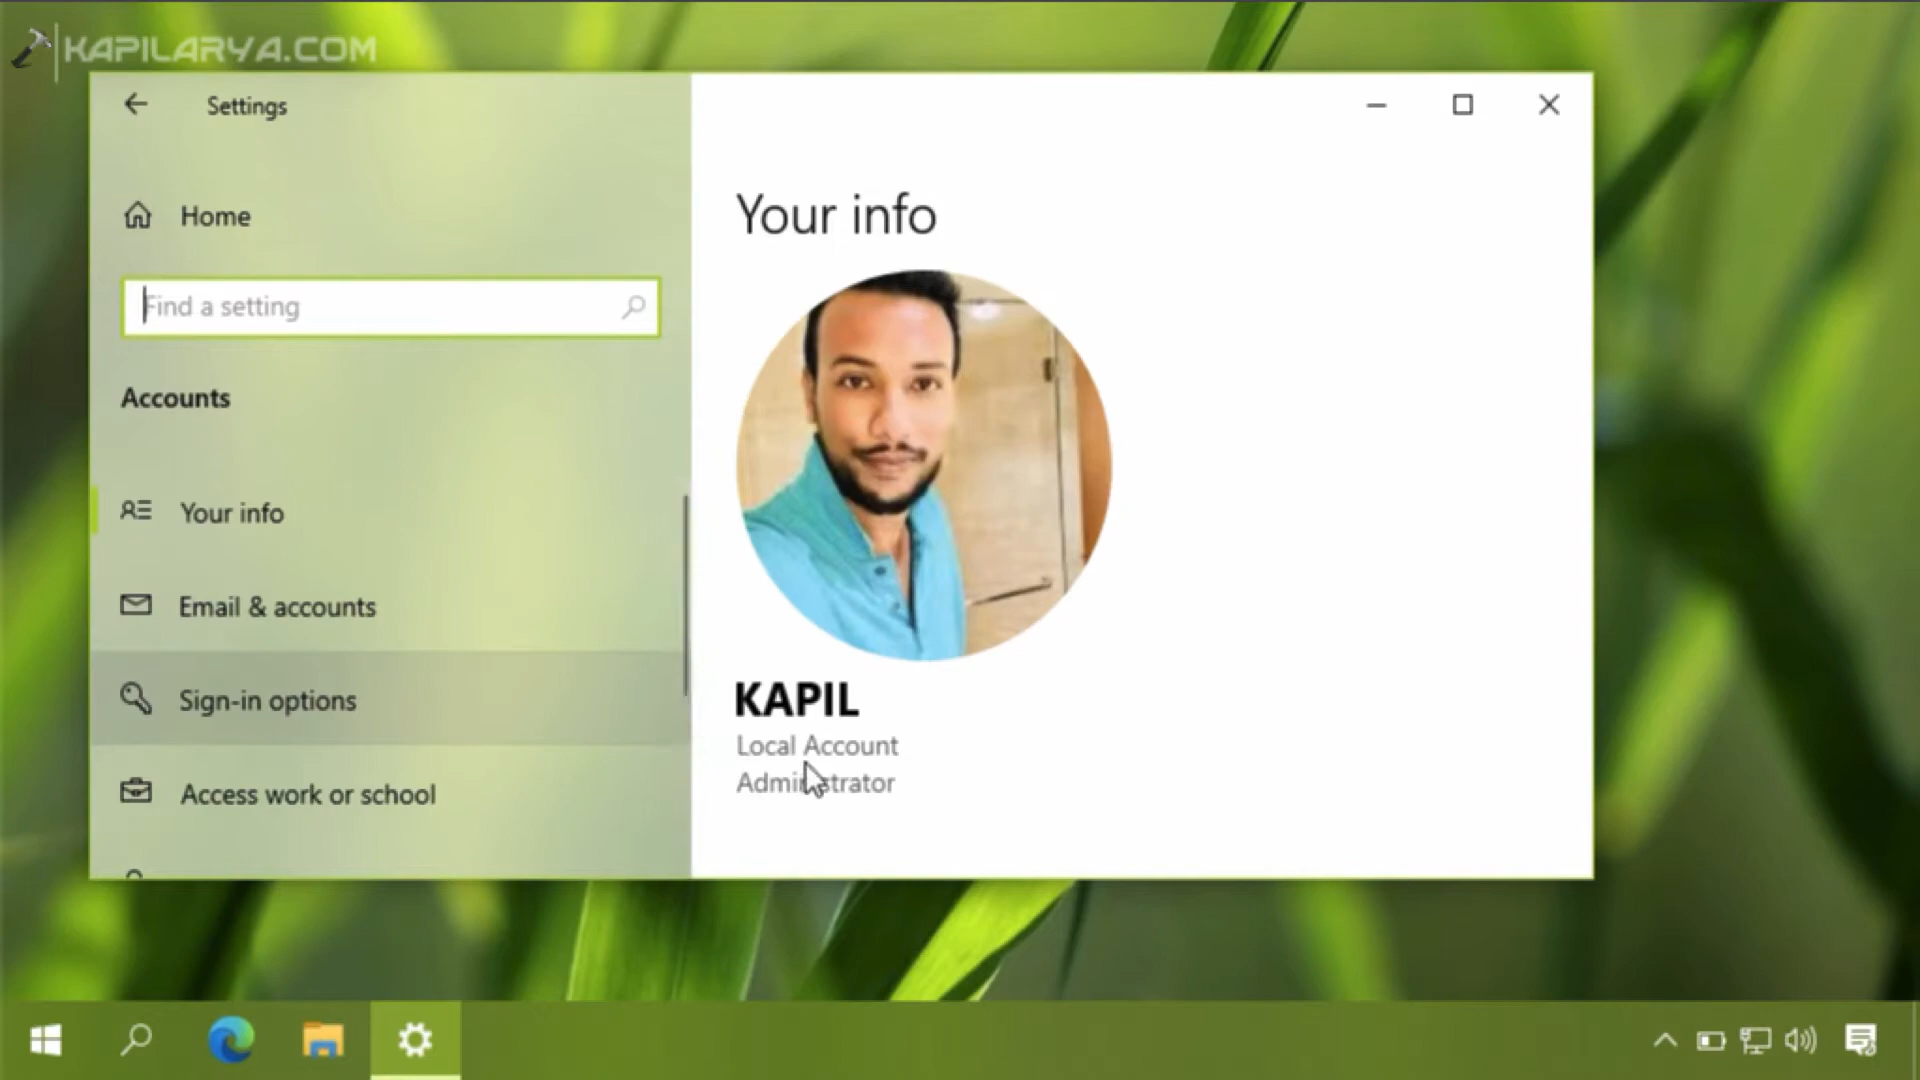 KAPILARYA.COM
Settings
Home
Find a setting
Accounts
Your info
Email & accounts
Sign-in options
Access work or school
Your info
KAPIL
Local Account
Administrator